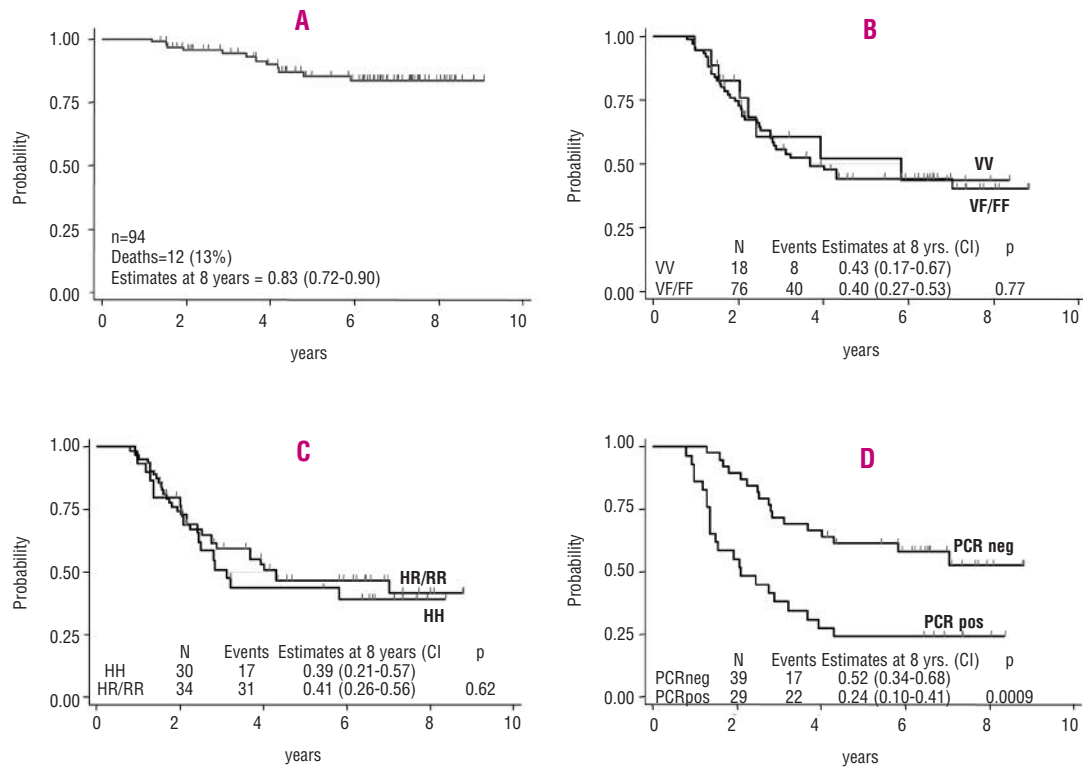 A
1.00
0.75
0.50
0.25
0.00
Probability
n=94
Deaths=12 (13%)
Estimates at 8 years = 0.83 (0.72-0.90)
0 2 4 6 8 10
years
B
1.00
0.75
0.50
0.25
0.00
Probability
VV
VF/FF
N Events Estimates at 8 yrs. (CI) p
VV 18 8 0.43 (0.17-0.67)
VF/FF 76 40 0.40 (0.27-0.53) 0.77
0 2 4 6 8 10
years
C
1.00
0.75
0.50
0.25
0.00
Probability
HR/RR
HH
N Events Estimates at 8 years (CI p
HH 30 17 0.39 (0.21-0.57)
HR/RR 34 31 0.41 (0.26-0.56) 0.62
0 2 4 6 8 10
years
D
1.00
0.75
0.50
0.25
0.00
Probability
PCR neg
PCR pos
N Events Estimates at 8 yrs. (CI) p
PCRneg 39 17 0.52 (0.34-0.68)
PCRpos 29 22 0.24 (0.10-0.41) 0.0009
0 2 4 6 8 10
years